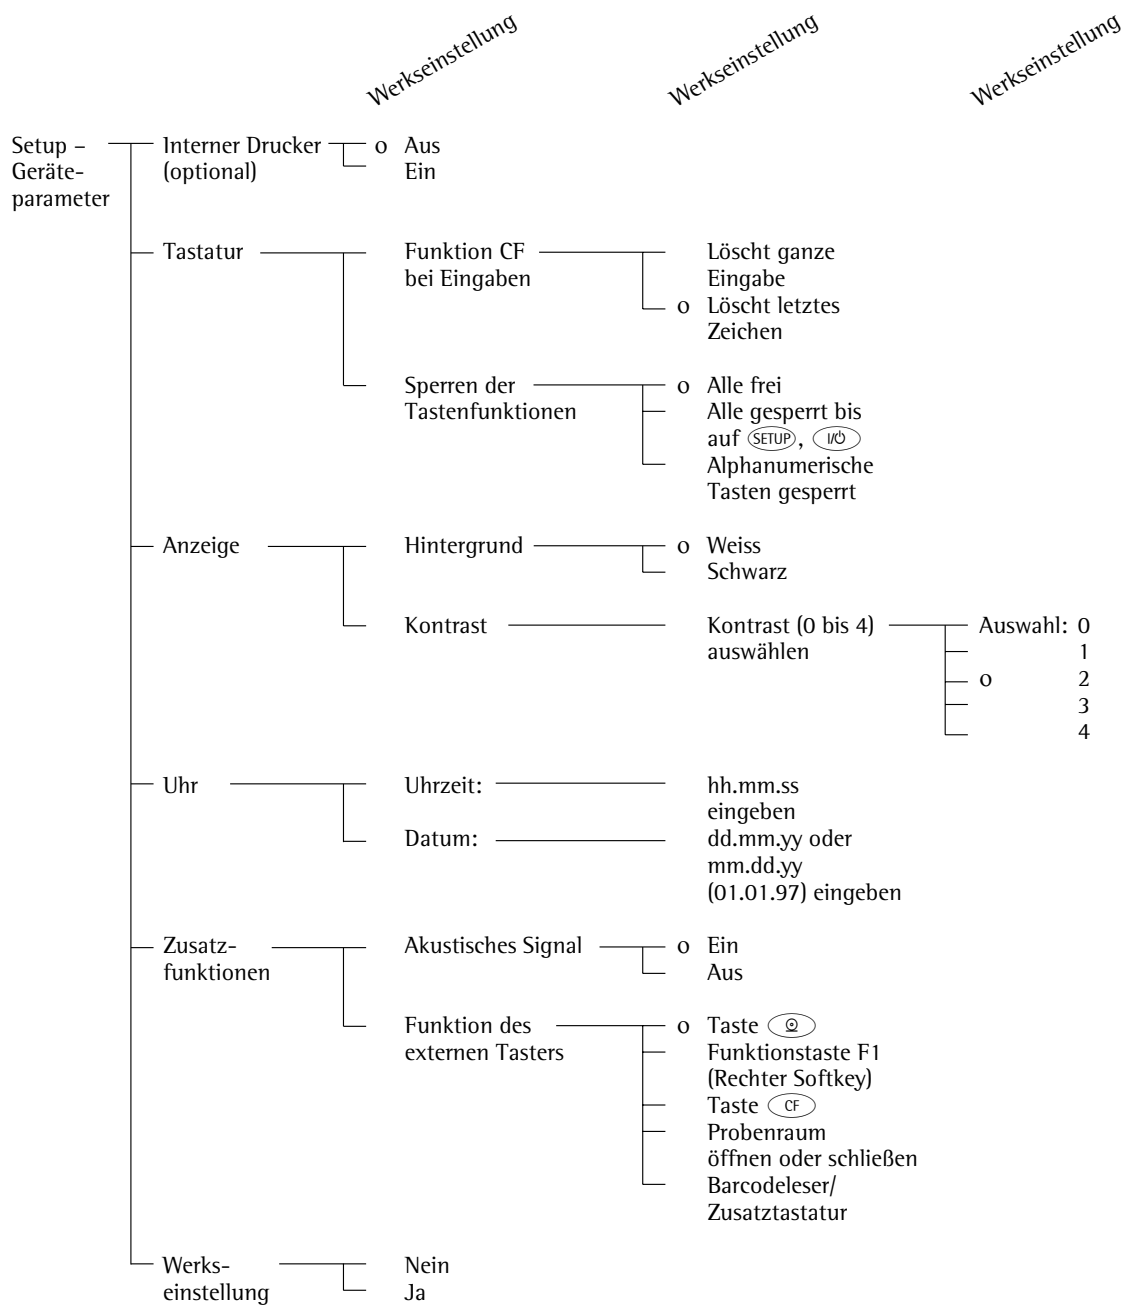 Werkseinstellung Werkseinstellung Werkseinstellung
Setup – Interner Drucker o Aus
Geräte- (optional) Ein
parameter
Tastatur Funktion CF Löscht ganze
bei Eingaben Eingabe
o Löscht letztes
Zeichen
Sperren der o Alle frei
Tastenfunktionen Alle gesperrt bis
auf SETUP, I/⏻
Alphanumerische
Tasten gesperrt
Anzeige Hintergrund o Weiss
Schwarz
Kontrast Kontrast (0 bis 4) Auswahl: 0
auswählen 1
o 2
3
4
Uhr Uhrzeit: hh.mm.ss
eingeben
Datum: dd.mm.yy oder
mm.dd.yy
(01.01.97) eingeben
Zusatz- Akustisches Signal o Ein
funktionen Aus
Funktion des o Taste
externen Tasters Funktionstaste F1
(Rechter Softkey)
Taste CF
Probenraum
öffnen oder schließen
Barcodeleser/
Zusatztastatur
Werks- Nein
einstellung Ja